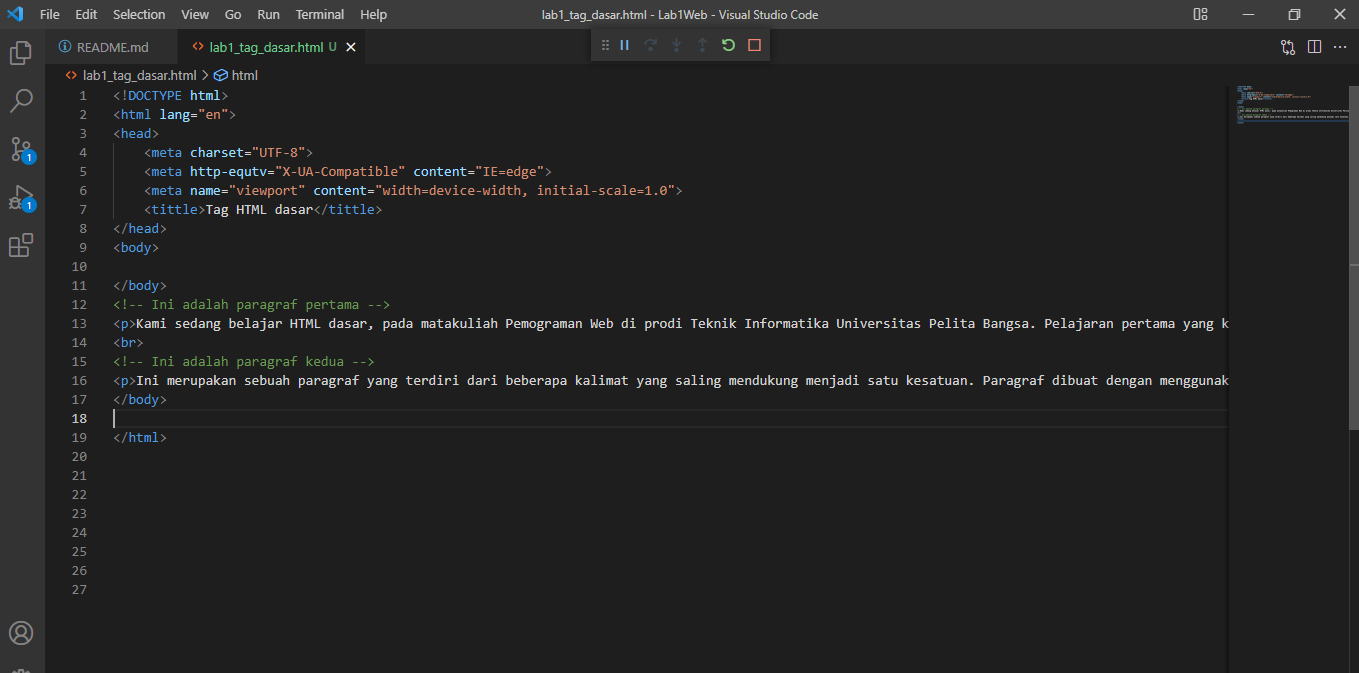 File Edit Selection View Go Run Terminal Help
lab1_tag_dasar.html - Lab1Web - Visual Studio Code
README.md
lab1_tag_dasar.html U
lab1_tag_dasar.html > html
1 <!DOCTYPE html>
2 <html lang="en">
3 <head>
4 <meta charset="UTF-8">
5 <meta http-equtv="X-UA-Compatible" content="IE=edge">
6 <meta name="viewport" content="width=device-width, initial-scale=1.0">
7 <tittle>Tag HTML dasar</tittle>
8 </head>
9 <body>
10
11 </body>
12 <!-- Ini adalah paragraf pertama -->
13 <p>Kami sedang belajar HTML dasar, pada matakuliah Pemograman Web di prodi Teknik Informatika Universitas Pelita Bangsa. Pelajaran pertama yang k
14 <br>
15 <!-- Ini adalah paragraf kedua -->
16 <p>Ini merupakan sebuah paragraf yang terdiri dari beberapa kalimat yang saling mendukung menjadi satu kesatuan. Paragraf dibuat dengan menggunak
17 </body>
18
19 </html>
20
21
22
23
24
25
26
27
1
1